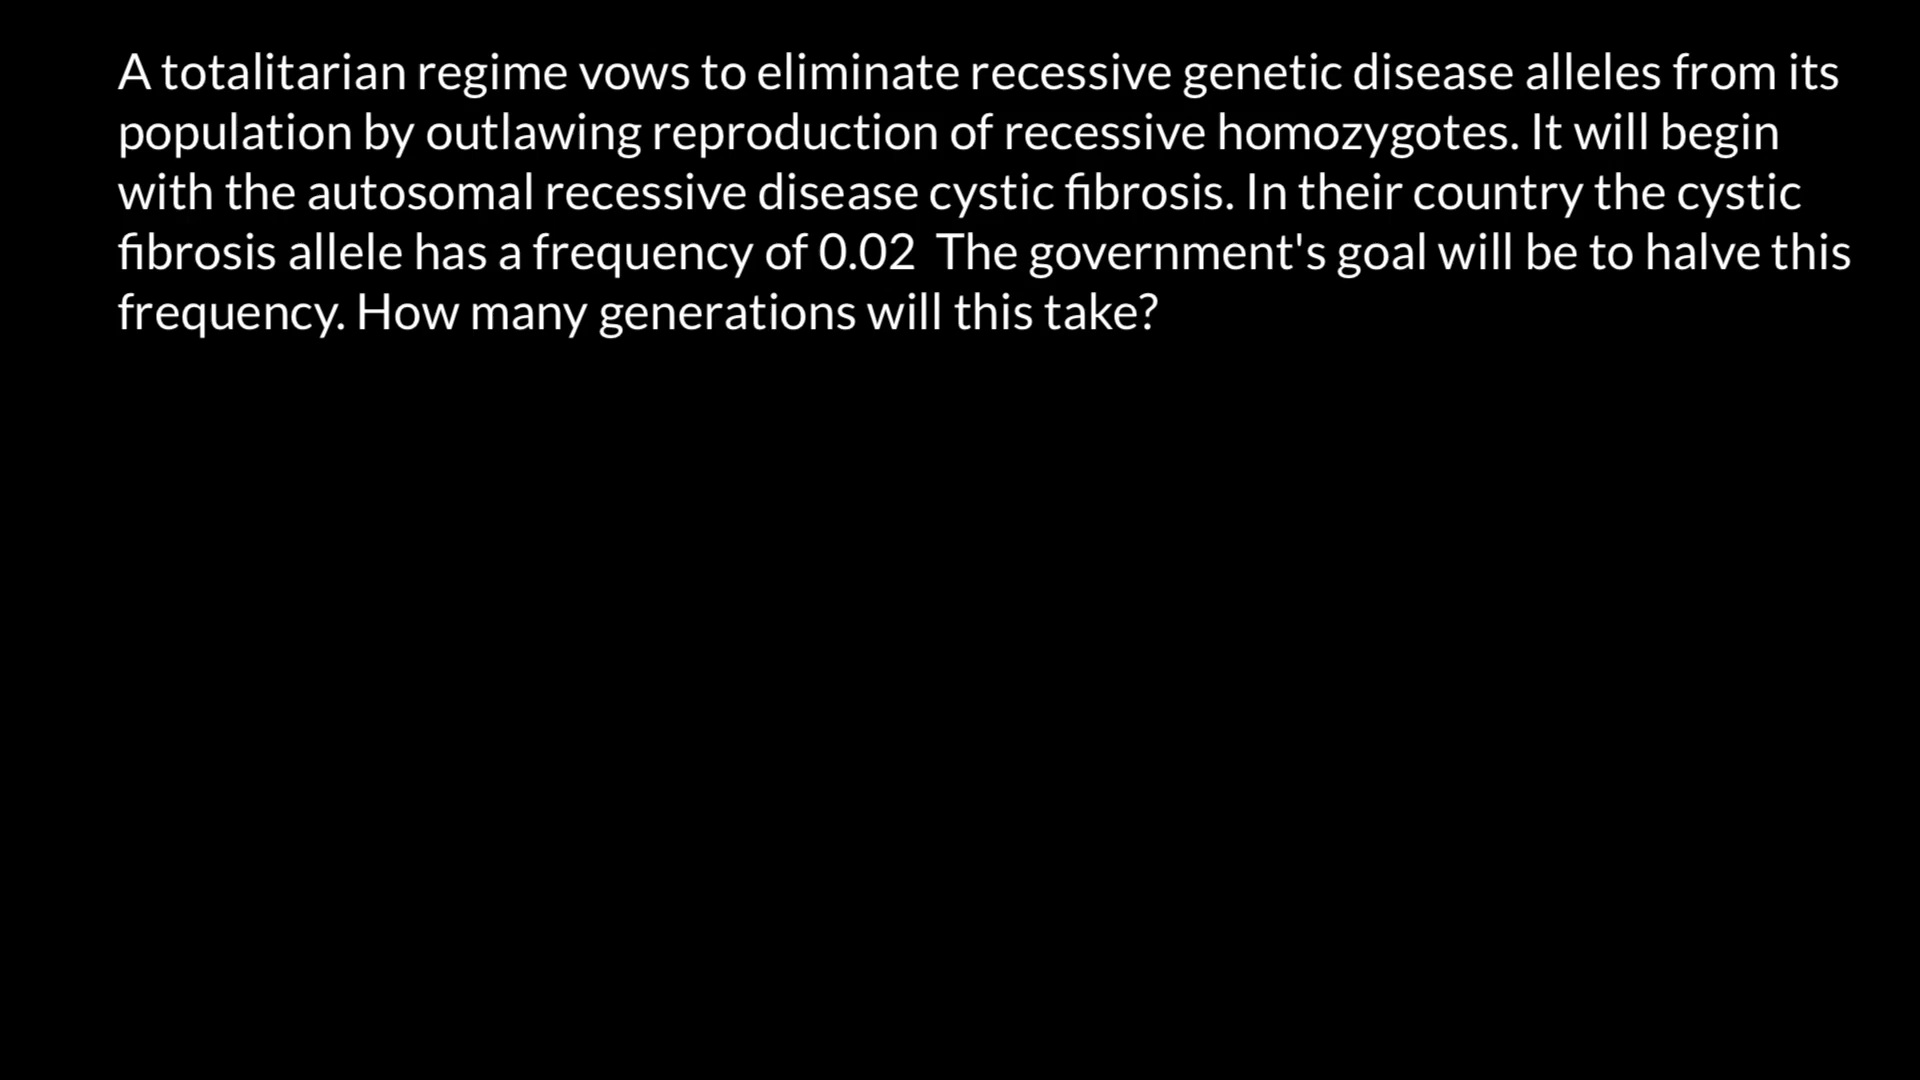 A totalitarian regime vows to eliminate recessive genetic disease alleles from its
population by outlawing reproduction of recessive homozygotes. It will begin
with the autosomal recessive disease cystic fibrosis. In their country the cystic
fibrosis allele has a frequency of 0.02  The government's goal will be to halve this
frequency. How many generations will this take?